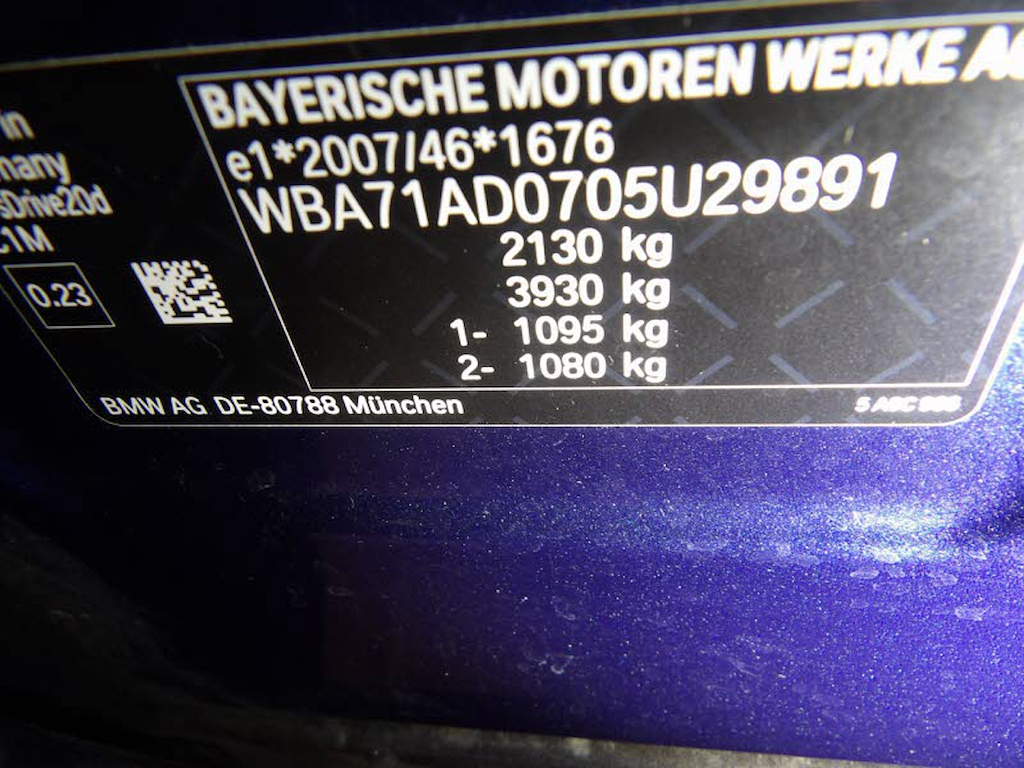 BAYERISCHE MOTOREN WERKE AG
e1*2007/46*1676
WBA71AD0705U29891
2130 kg
3930 kg
1- 1095 kg
2- 1080 kg
in
many
sDrive20d
1M
0.23
BMW AG DE-80788 München